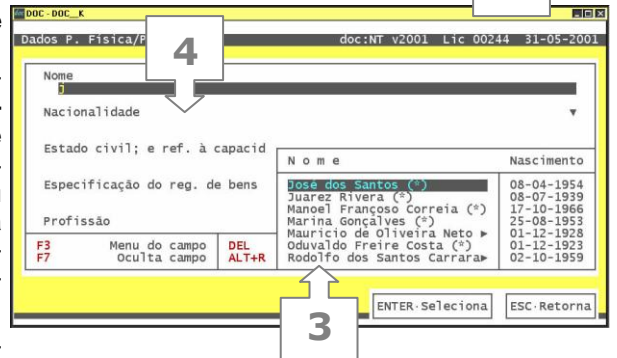 DOC - DOC__K
Dados P. Física/P doc:NT v2001 Lic 00244 31-05-2001
4
Nome
J
Nacionalidade
Estado civil; e ref. à capacid
Especificação do reg. de bens
Profissão
F3 Menu do campo DEL
F7 Oculta campo ALT+R
N o m e Nascimento
José dos Santos (*) 08-04-1954
Juarez Rivera (*) 08-07-1939
Manoel Françoso Correia (*) 17-10-1966
Marina Gonçalves (*) 25-08-1953
Mauricio de Oliveira Neto ► 01-12-1928
Oduvaldo Freire Costa (*) 01-12-1923
Rodolfo dos Santos Carrara► 02-10-1959
ENTER·Seleciona ESC·Retorna
3